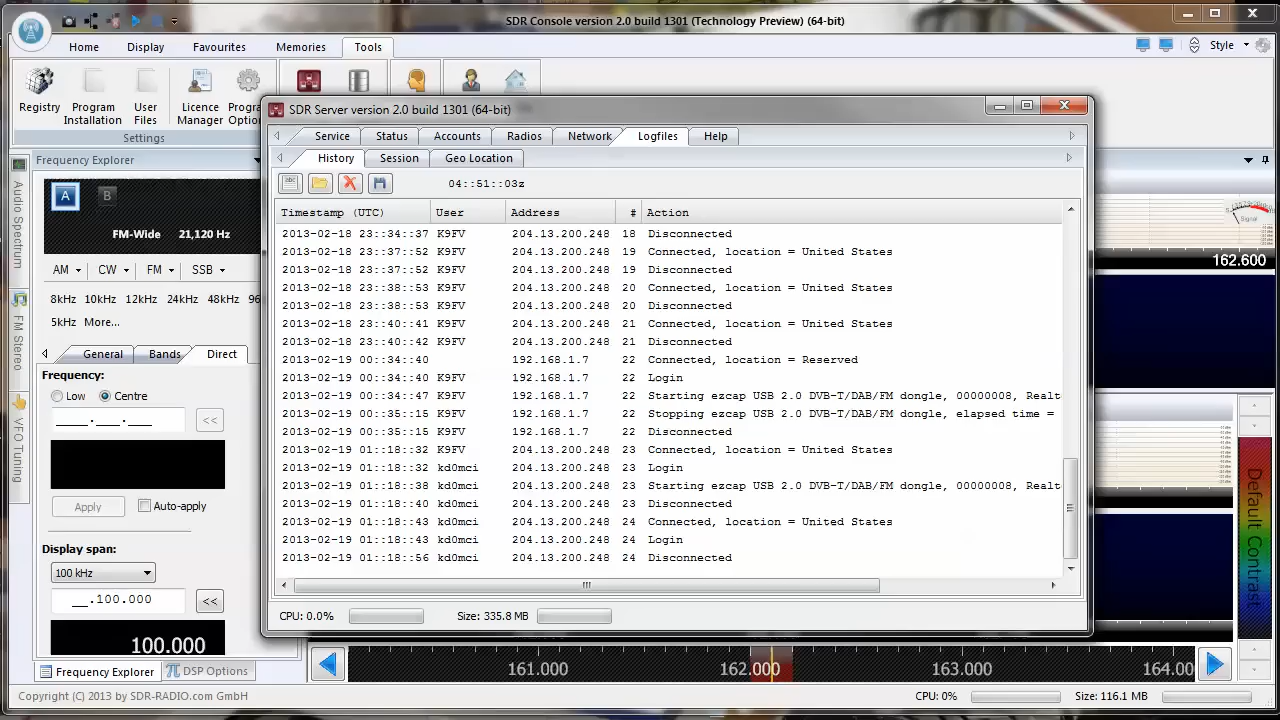 SDR Console version 2.0 build 1301 (Technology Preview) (64-bit)
Home Display Favourites Memories Tools Style
Registry Program Installation User Files Licence Manager
Settings
SDR Server version 2.0 build 1301 (64-bit)
Service Status Accounts Radios Network Logfiles Help
History Session Geo Location
04::51::03z
Timestamp (UTC) User Address # Action
2013-02-18 23::34::37 K9FV 204.13.200.248 18 Disconnected
2013-02-18 23::37::52 K9FV 204.13.200.248 19 Connected, location = United States
2013-02-18 23::37::52 K9FV 204.13.200.248 19 Disconnected
2013-02-18 23::38::53 K9FV 204.13.200.248 20 Connected, location = United States
2013-02-18 23::38::53 K9FV 204.13.200.248 20 Disconnected
2013-02-18 23::40::41 K9FV 204.13.200.248 21 Connected, location = United States
2013-02-18 23::40::42 K9FV 204.13.200.248 21 Disconnected
2013-02-19 00::34::40 192.168.1.7 22 Connected, location = Reserved
2013-02-19 00::34::40 K9FV 192.168.1.7 22 Login
2013-02-19 00::34::47 K9FV 192.168.1.7 22 Starting ezcap USB 2.0 DVB-T/DAB/FM dongle, 00000008, Realt
2013-02-19 00::35::15 K9FV 192.168.1.7 22 Stopping ezcap USB 2.0 DVB-T/DAB/FM dongle, elapsed time =
2013-02-19 00::35::15 K9FV 192.168.1.7 22 Disconnected
2013-02-19 01::18::32 K9FV 204.13.200.248 23 Connected, location = United States
2013-02-19 01::18::32 kd0mci 204.13.200.248 23 Login
2013-02-19 01::18::38 kd0mci 204.13.200.248 23 Starting ezcap USB 2.0 DVB-T/DAB/FM dongle, 00000008, Realt
2013-02-19 01::18::40 kd0mci 204.13.200.248 23 Disconnected
2013-02-19 01::18::43 kd0mci 204.13.200.248 24 Connected, location = United States
2013-02-19 01::18::43 kd0mci 204.13.200.248 24 Login
2013-02-19 01::18::56 kd0mci 204.13.200.248 24 Disconnected
CPU: 0.0% Size: 335.8 MB
Audio Spectrum
FM Stereo
VFO Tuning
Frequency Explorer
A B
FM-Wide 21,120 Hz
AM CW FM SSB
8kHz 10kHz 12kHz 24kHz 48kHz 96
5kHz More...
General Bands Direct
Frequency:
Low Centre
<<
Apply Auto-apply
Display span:
100 kHz
__.100.000 <<
100.000
Frequency Explorer DSP Options
Signal
162.600
Default Contrast
161.000 162.000 163.000 164.00
Copyright (C) 2013 by SDR-RADIO.com GmbH CPU: 0% Size: 116.1 MB